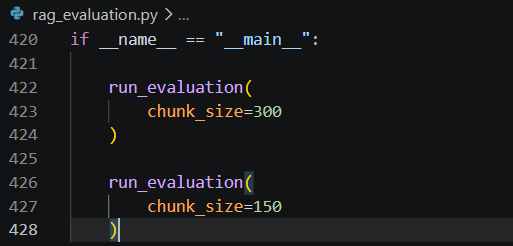 rag_evaluation.py > ...
420 if __name__ == "__main__":
421
422     run_evaluation(
423         chunk_size=300
424     )
425
426     run_evaluation(
427         chunk_size=150
428     )